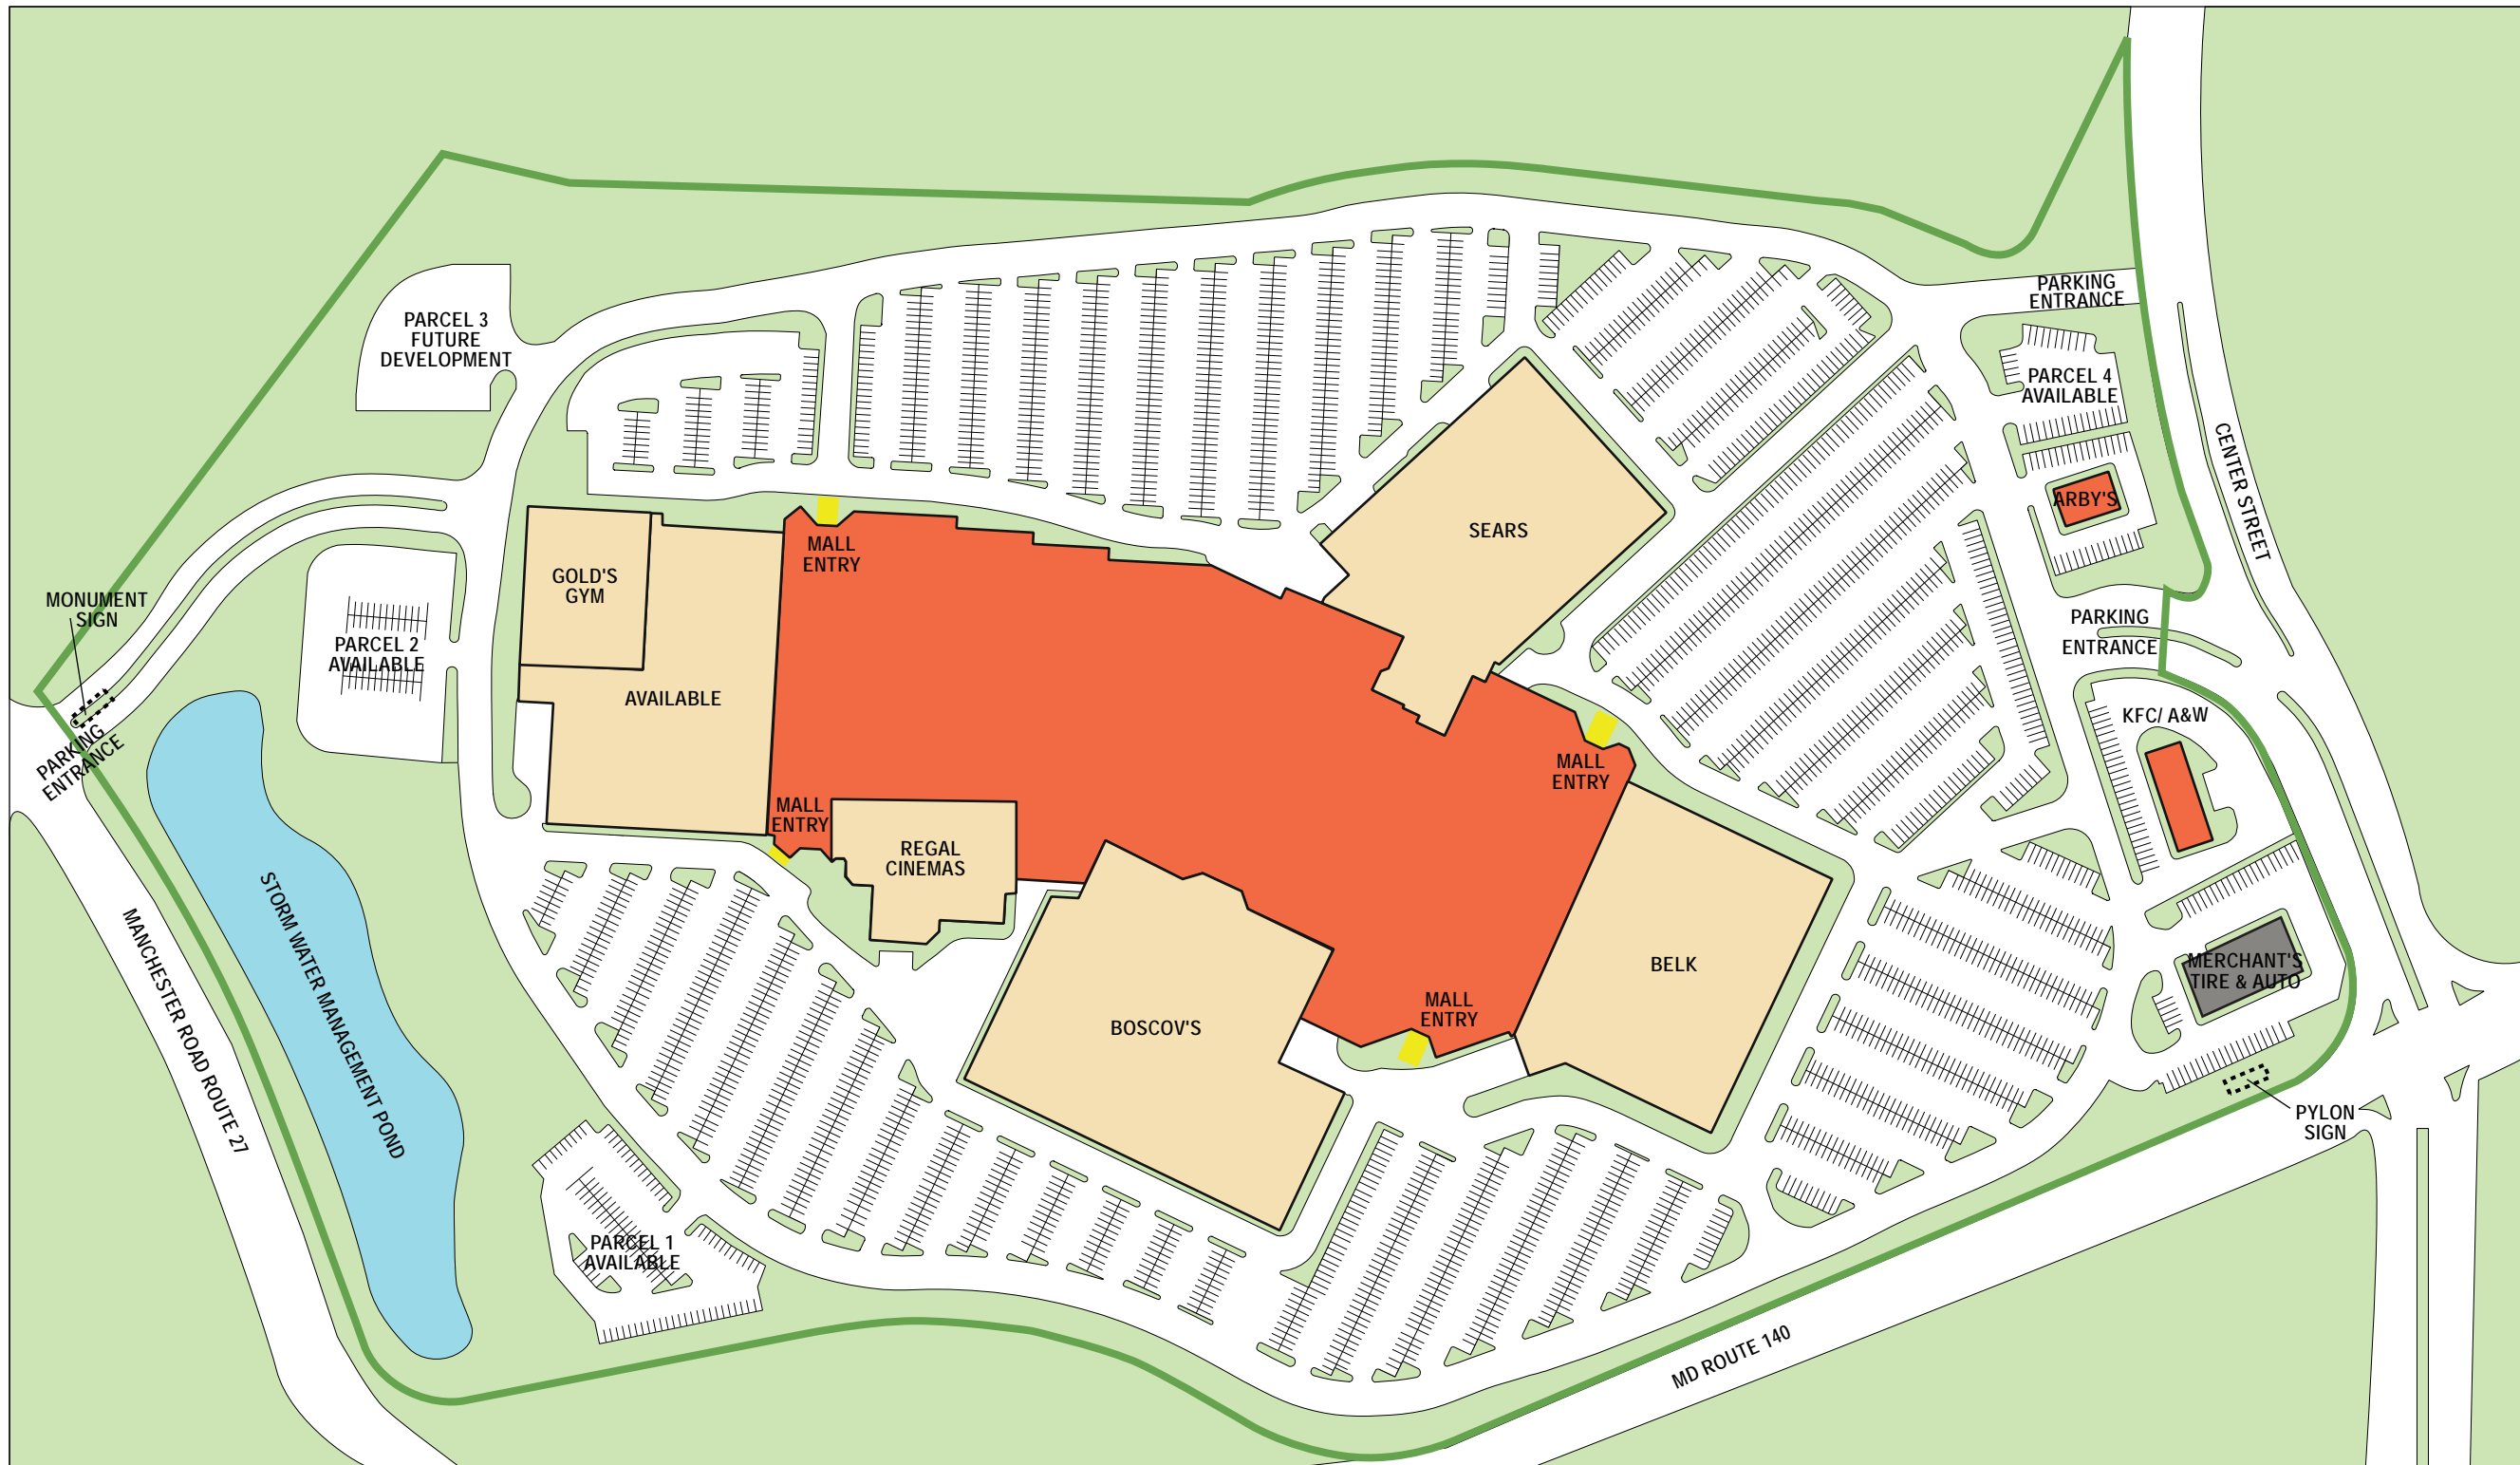 PARKING
ENTRANCE
PARCEL 3
FUTURE
DEVELOPMENT
PARCEL 4
AVAILABLE
CENTER STREET
ARBY'S
SEARS
MALL
ENTRY
GOLD'S
GYM
MONUMENT
SIGN
PARKING
ENTRANCE
PARCEL 2
AVAILABLE
AVAILABLE
KFC/ A&W
PARKING
ENTRANCE
MALL
ENTRY
MALL
ENTRY
REGAL
CINEMAS
STORM WATER MANAGEMENT POND
MANCHESTER ROAD ROUTE 27
BELK
MERCHANT'S
TIRE & AUTO
MALL
ENTRY
BOSCOV'S
PYLON
SIGN
PARCEL 1
AVAILABLE
MD ROUTE 140